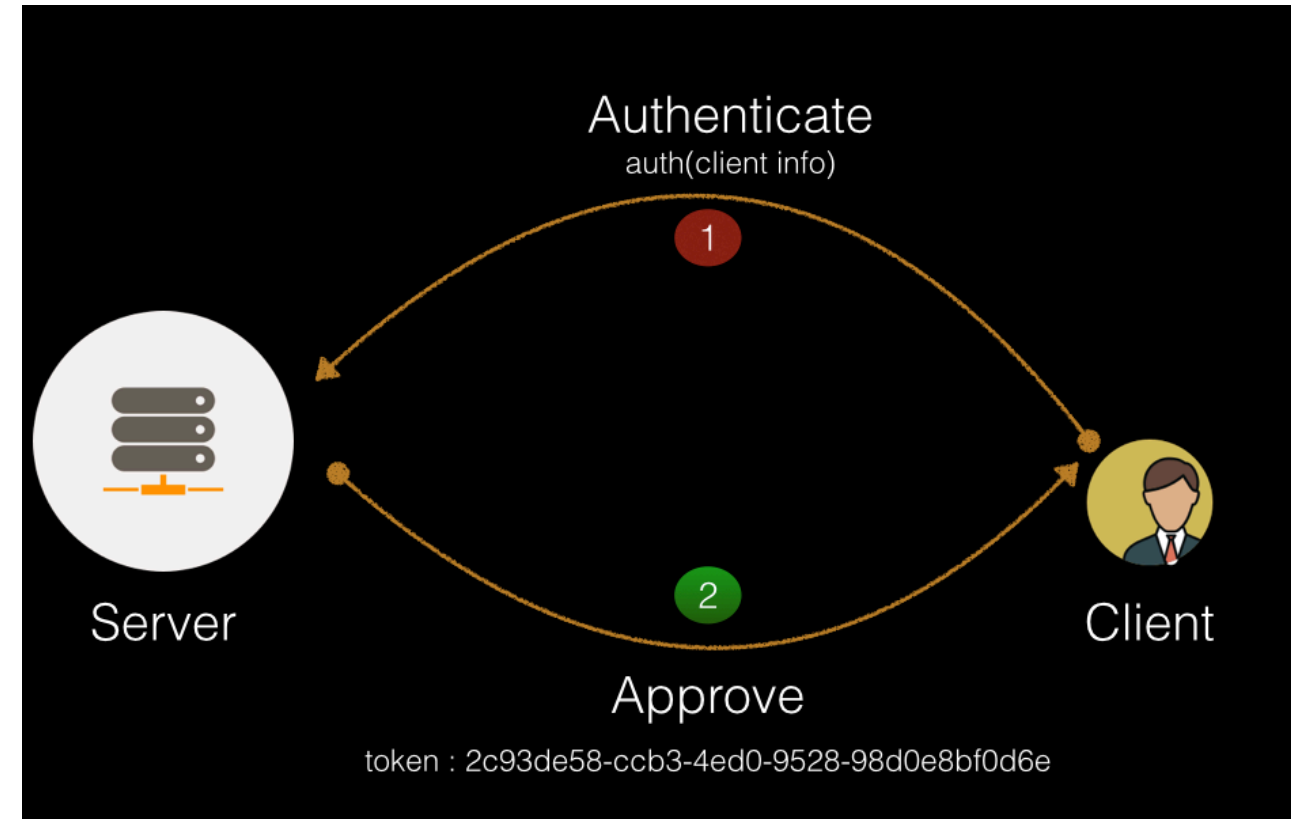 Authenticate
auth(client info)
1
2
Server
Client
Approve
token : 2c93de58-ccb3-4ed0-9528-98d0e8bf0d6e